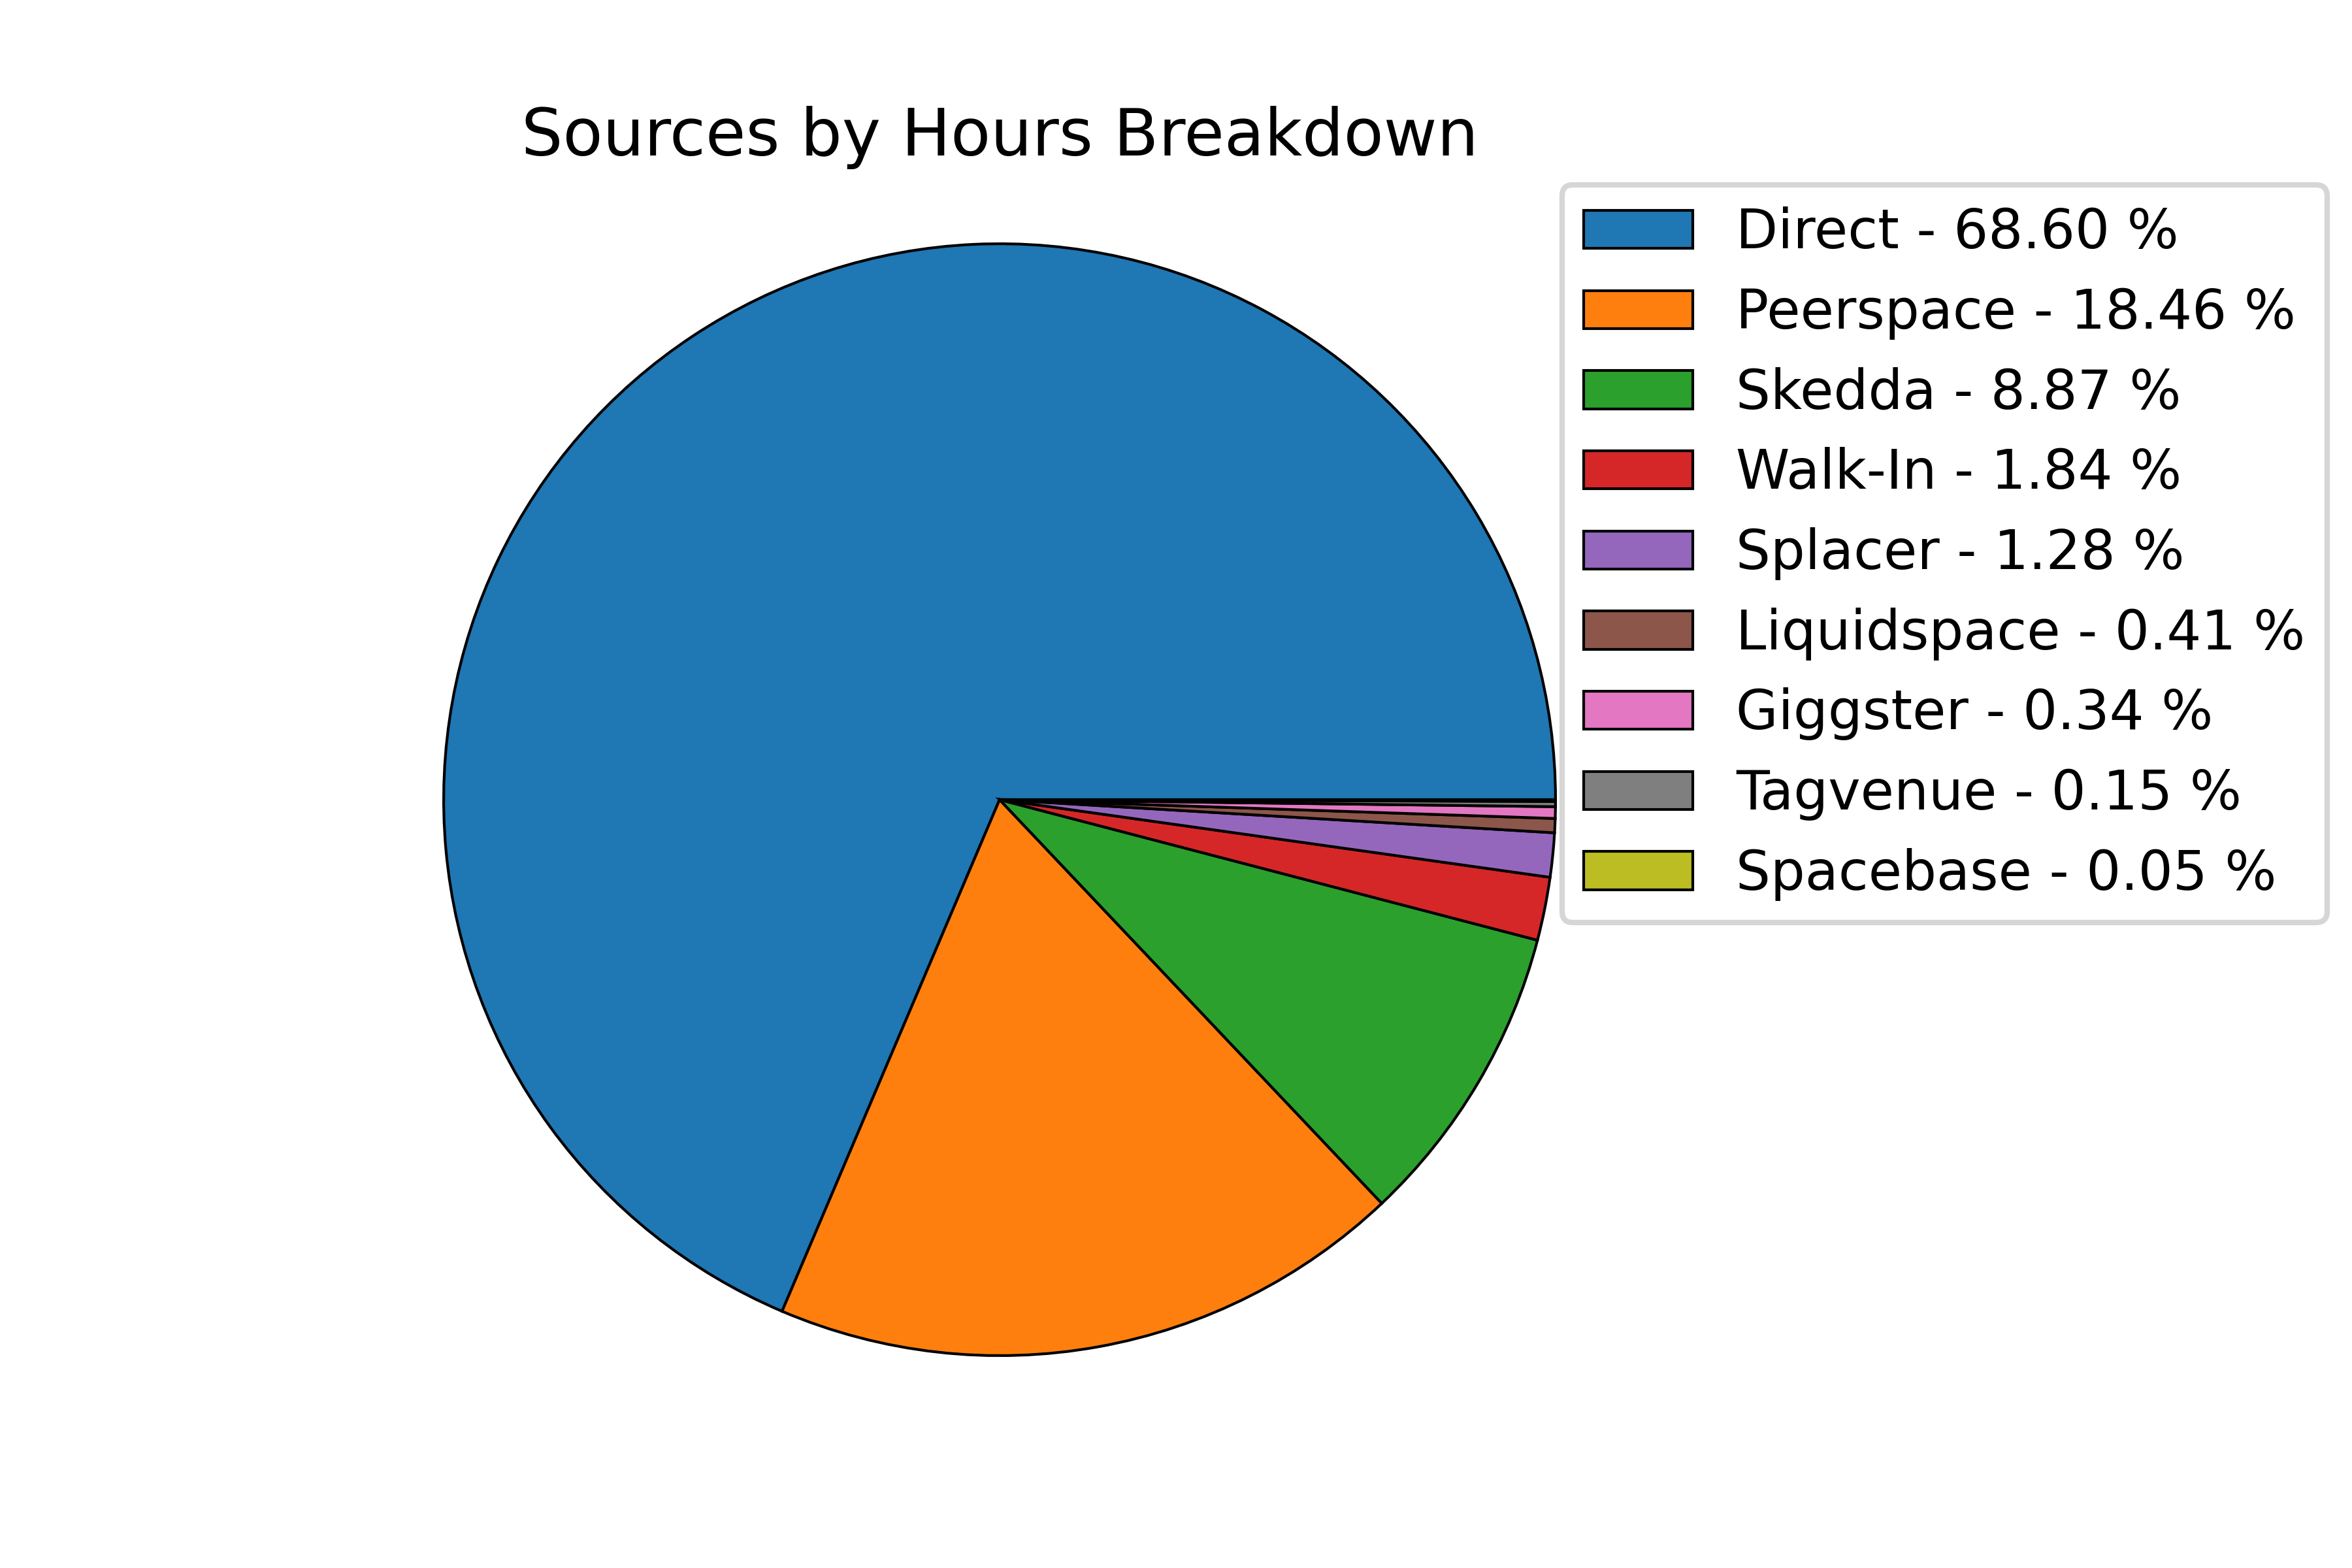 Sources by Hours Breakdown
Direct - 68.60 %
Peerspace - 18.46 %
Skedda - 8.87 %
Walk-In - 1.84 %
Splacer - 1.28 %
Liquidspace - 0.41 %
Giggster - 0.34 %
Tagvenue - 0.15 %
Spacebase - 0.05 %